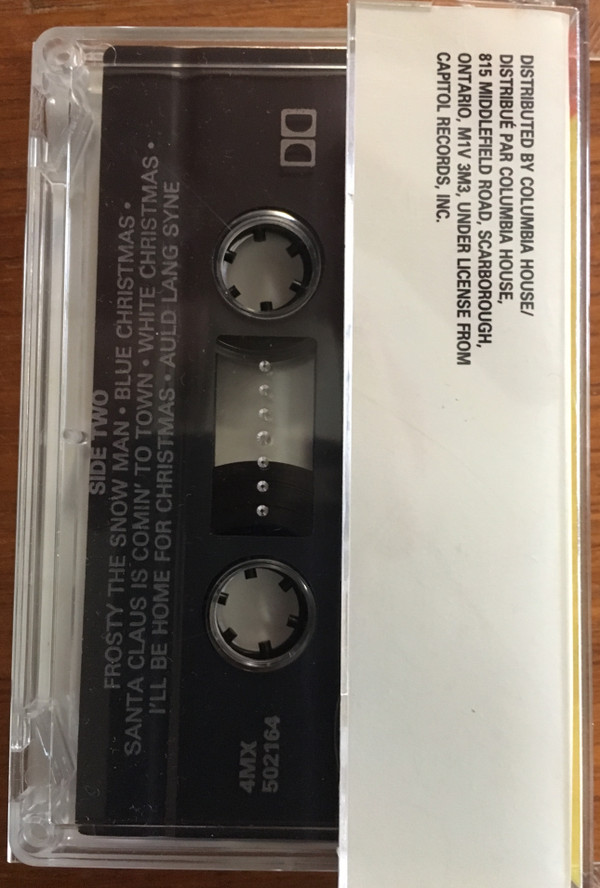 SIDE TWO
FROSTY THE SNOW MAN • BLUE CHRISTMAS •
SANTA CLAUS IS COMIN' TO TOWN • WHITE CHRISTMAS •
I'LL BE HOME FOR CHRISTMAS • AULD LANG SYNE
4MX
502164
DISTRIBUTED BY COLUMBIA HOUSE/
DISTRIBUÉ PAR COLUMBIA HOUSE,
815 MIDDLEFIELD ROAD, SCARBOROUGH,
ONTARIO, M1V 3M3, UNDER LICENSE FROM
CAPITOL RECORDS, INC.